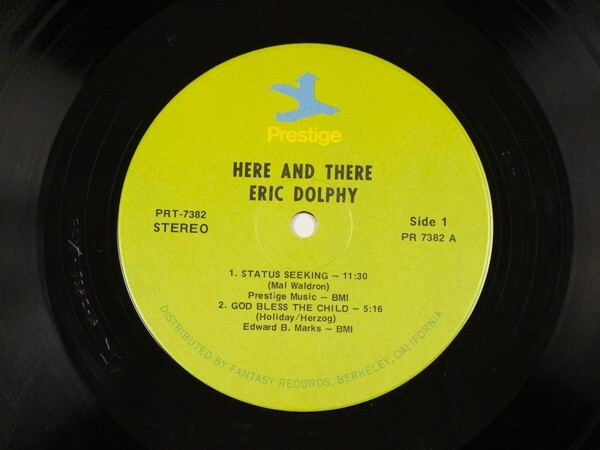 Prestige
HERE AND THERE
ERIC DOLPHY
PRT-7382
STEREO
Side 1
PR 7382 A
1. STATUS SEEKING – 11:30
(Mal Waldron)
Prestige Music – BMI
2. GOD BLESS THE CHILD – 5:16
(Holiday/Herzog)
Edward B. Marks – BMI
DISTRIBUTED BY FANTASY RECORDS, BERKELEY, CALIFORNIA